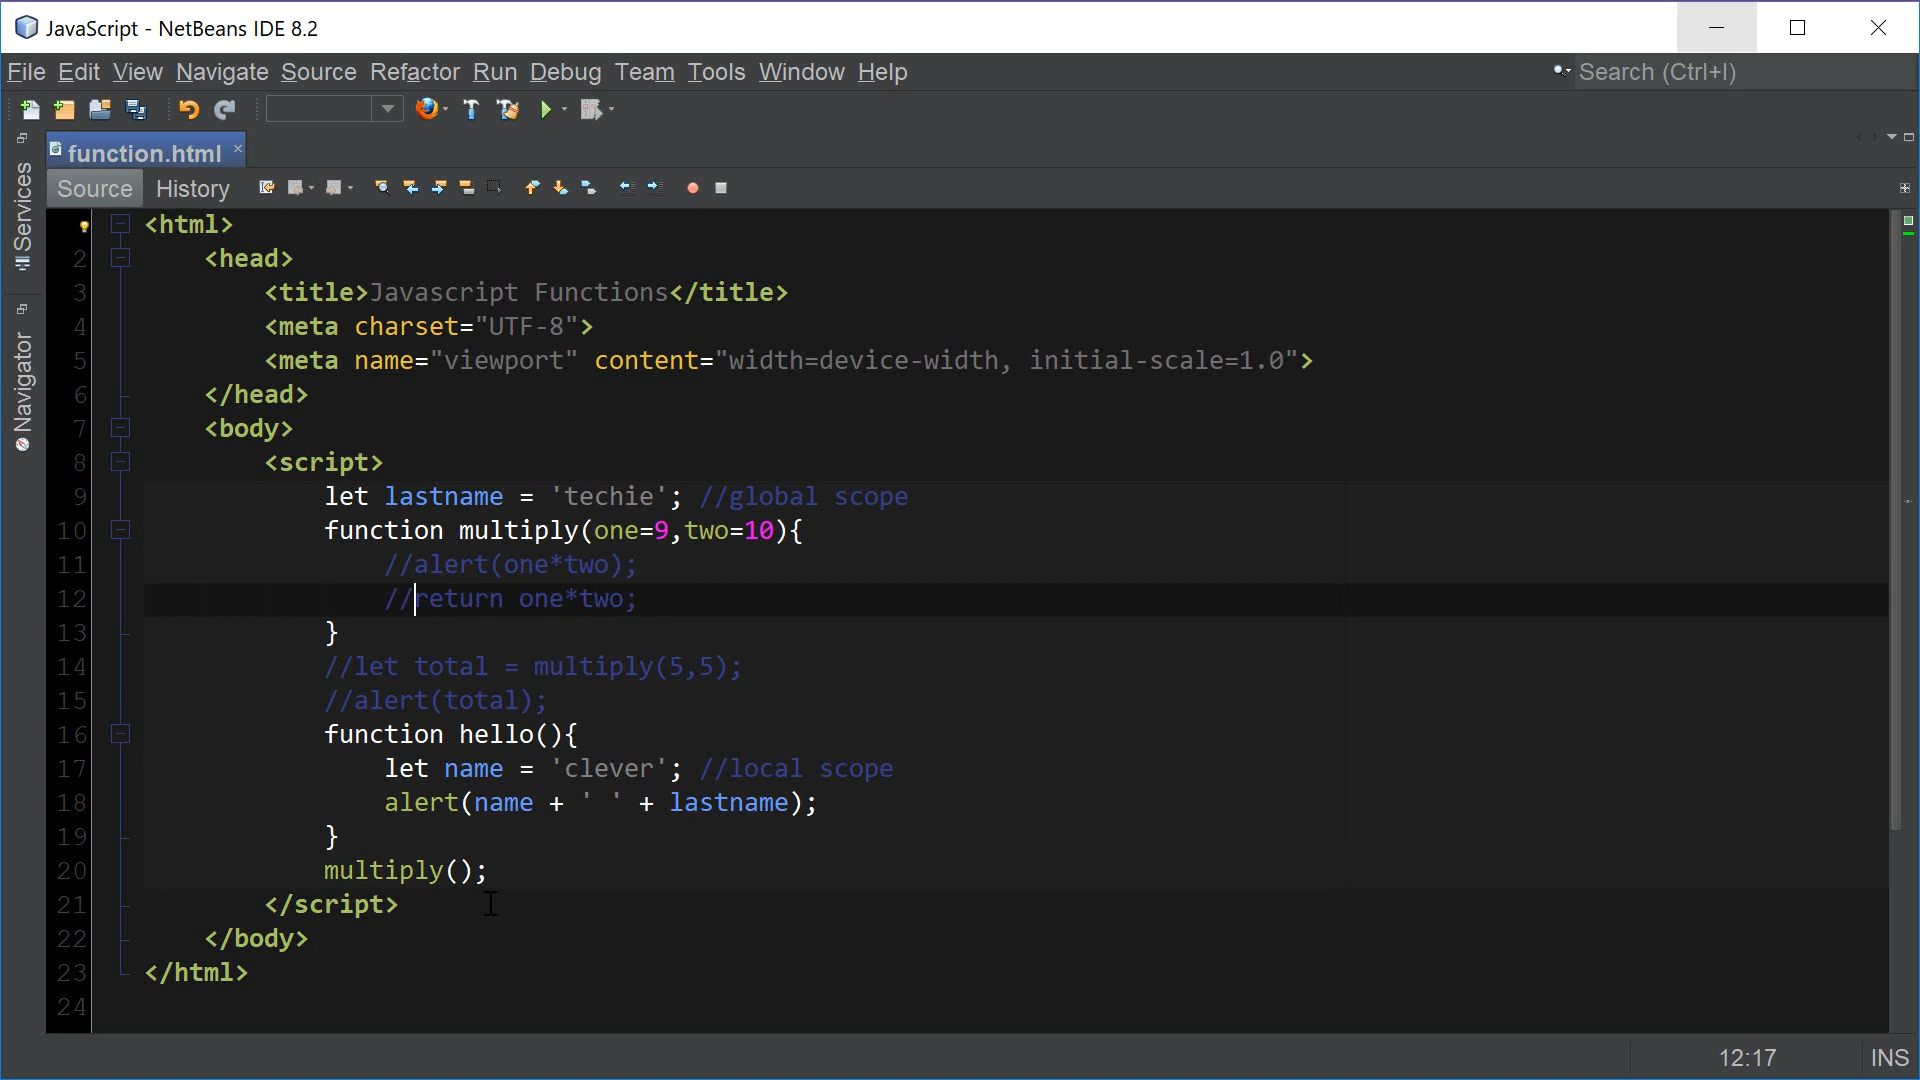 JavaScript - NetBeans IDE 8.2
File Edit View Navigate Source Refactor Run Debug Team Tools Window Help
Search (Ctrl+I)
function.html
Services
Navigator
Source History
<html>
2 <head>
3 <title>Javascript Functions</title>
4 <meta charset="UTF-8">
5 <meta name="viewport" content="width=device-width, initial-scale=1.0">
6 </head>
7 <body>
8 <script>
9 let lastname = 'techie'; //global scope
10 function multiply(one=9,two=10){
11 //alert(one*two);
12 //return one*two;
13 }
14 //let total = multiply(5,5);
15 //alert(total);
16 function hello(){
17 let name = 'clever'; //local scope
18 alert(name + ' ' + lastname);
19 }
20 multiply();
21 </script>
22 </body>
23 </html>
24
12:17 INS